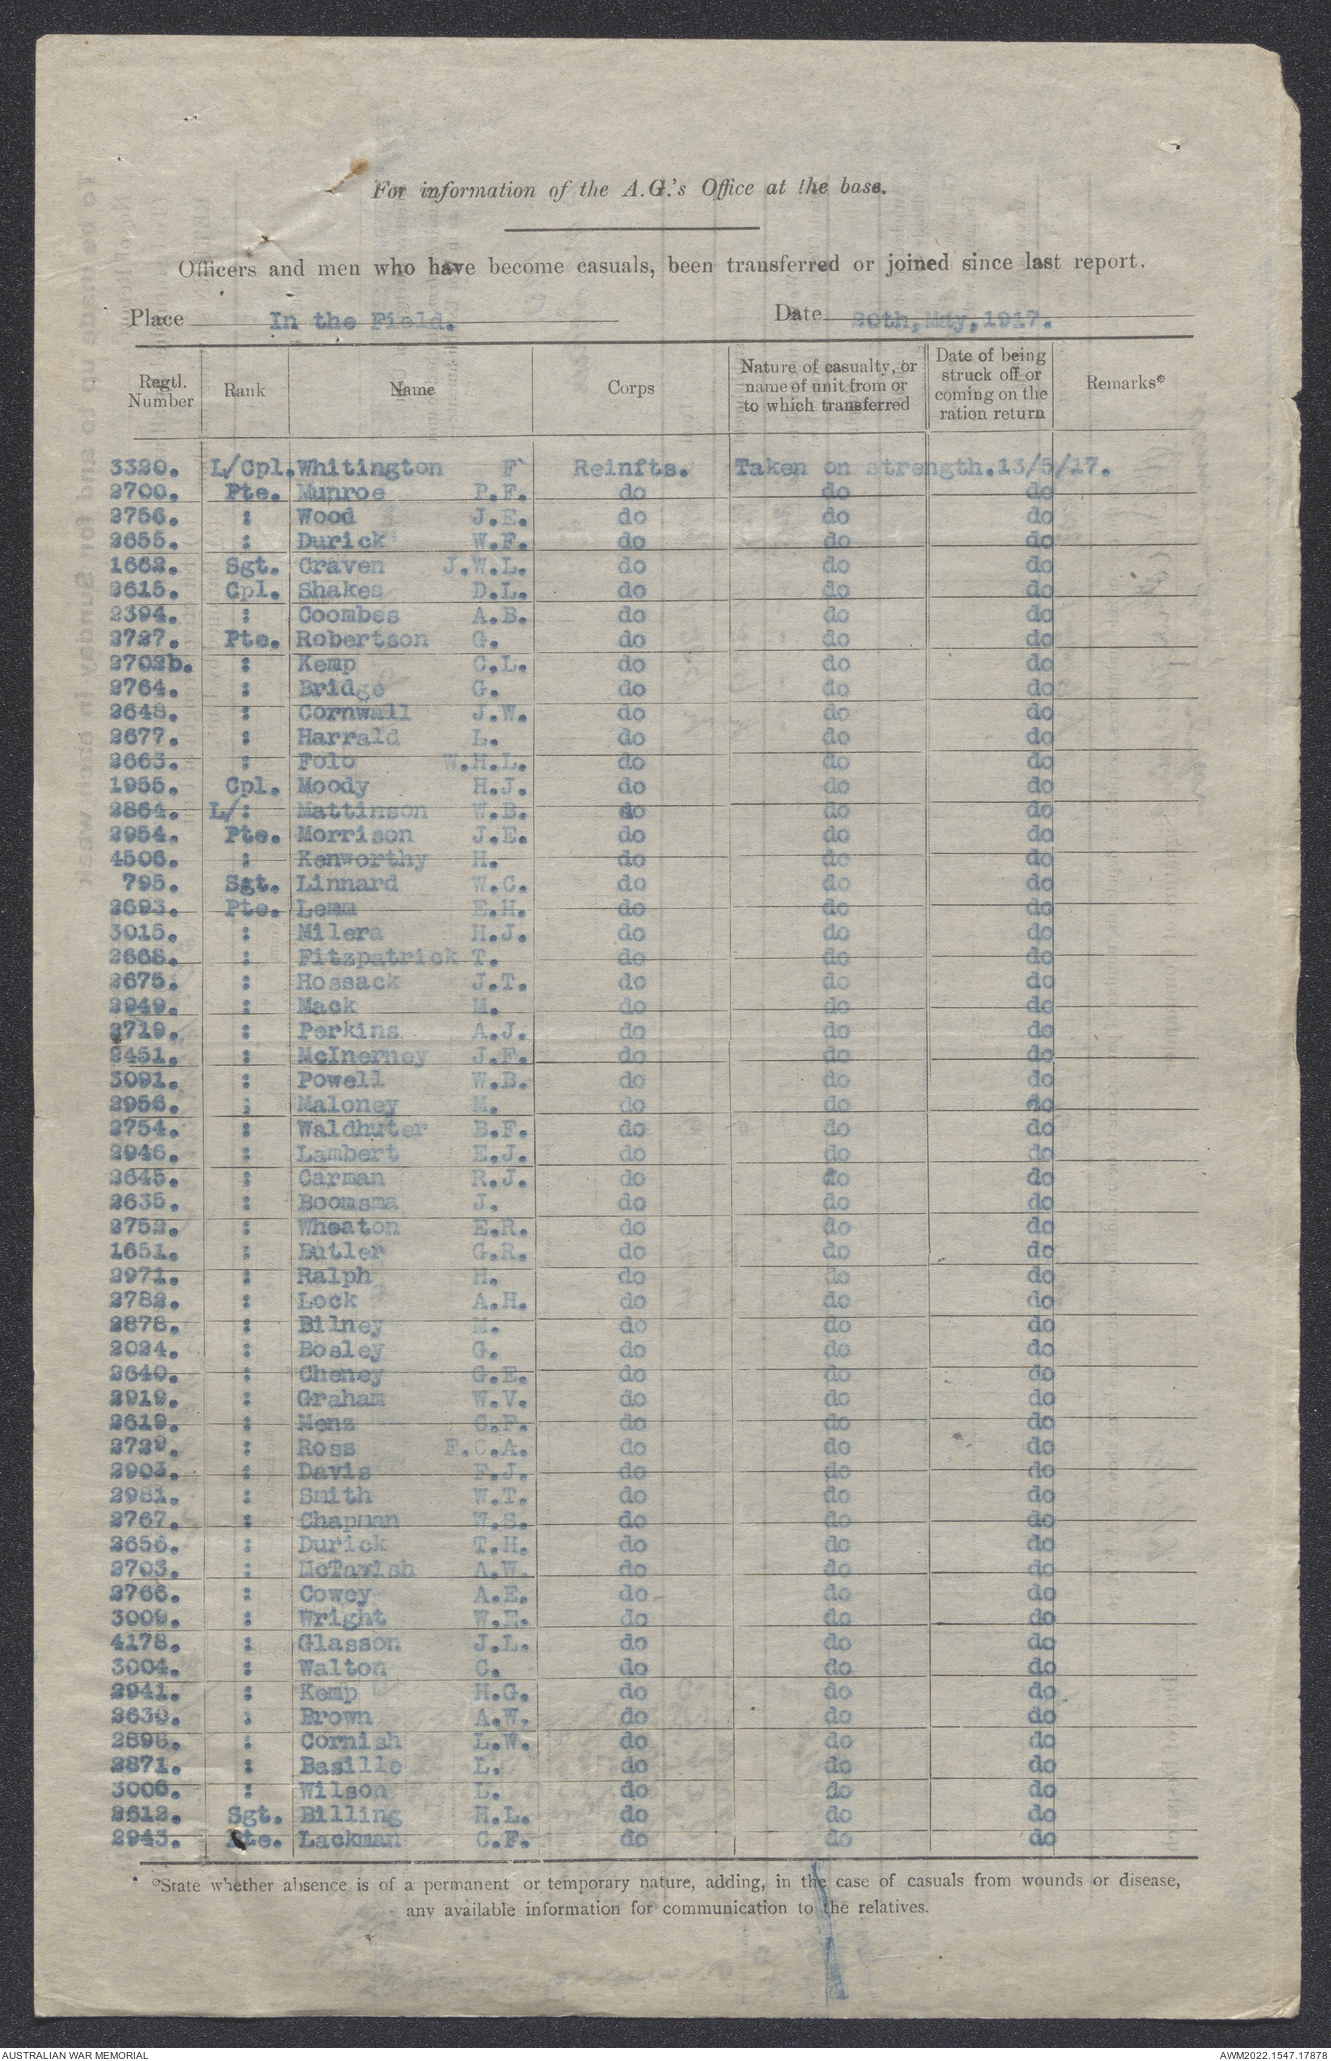 For information of the A.G.'s Office at the base.
Officers and men who have become casuals, been transferred or joined since last report.
Place In the Field. Date 20th, May, 1917.
Regtl. Number Rank Name Corps Nature of casualty, or name of unit from or to which transferred Date of being struck off or coming on the ration return Remarks*
3320. L/Cpl. Whitington F Reinfts. Taken on strength. 13/5/17.
2700. Pte. Munroe P.F. do do do
2756. : Wood J.E. do do do
2655. : Durick W.F. do do do
1662. Sgt. Craven J.W.L. do do do
2615. Cpl. Shakes D.L. do do do
2394. : Coombes A.B. do do do
2727. Pte. Robertson G. do do do
2702b. : Kemp C.L. do do do
2764. : Bridge G. do do do
2648. : Cornwall J.W. do do do
2677. : Harrald L. do do do
2663. : Folo W.H.L. do do do
1955. Cpl. Moody H.J. do do do
2864. L/: Mattinson W.B. do do do
2954. Pte. Morrison J.E. do do do
4506. : Kenworthy H. do do do
795. Sgt. Linnard W.C. do do do
2693. Pte. Lemm E.H. do do do
3015. : Milera H.J. do do do
2668. : Fitzpatrick T. do do do
2675. : Hossack J.T. do do do
2949. : Mack M. do do do
2719. : Perkins A.J. do do do
2451. : McInerney J.F. do do do
3091. : Powell W.B. do do do
2956. : Maloney M. do do do
2754. : Waldhuter B.F. do do do
2946. : Lambert E.J. do do do
2645. : Carman R.J. do do do
2635. : Boomsma J. do do do
2752. : Wheaton E.R. do do do
1651. : Butler G.R. do do do
2971. : Ralph H. do do do
2782. : Lock A.H. do do do
2878. : Bilney M. do do do
2024. : Bosley G. do do do
2640. : Cheney G.E. do do do
2919. : Graham W.V. do do do
2619. : Menz C.F. do do do
2729. : Ross F.C.A. do do do
2903. : Davis F.J. do do do
2981. : Smith W.T. do do do
2767. : Chapman W.S. do do do
2656. : Durick T.H. do do do
2703. : McTavish A.W. do do do
2766. : Cowey A.E. do do do
3009. : Wright W.E. do do do
4178. : Glasson J.L. do do do
3004. : Walton C. do do do
2941. : Kemp H.G. do do do
2630. : Brown A.W. do do do
2898. : Cornish L.W. do do do
2871. : Basille L. do do do
3006. : Wilson L. do do do
2612. Sgt. Billing H.L. do do do
2943. Pte. Lackman C.F. do do do
*State whether absence is of a permanent or temporary nature, adding, in the case of casuals from wounds or disease,
any available information for communication to the relatives.
AUSTRALIAN WAR MEMORIAL AWM2022.1547.17878